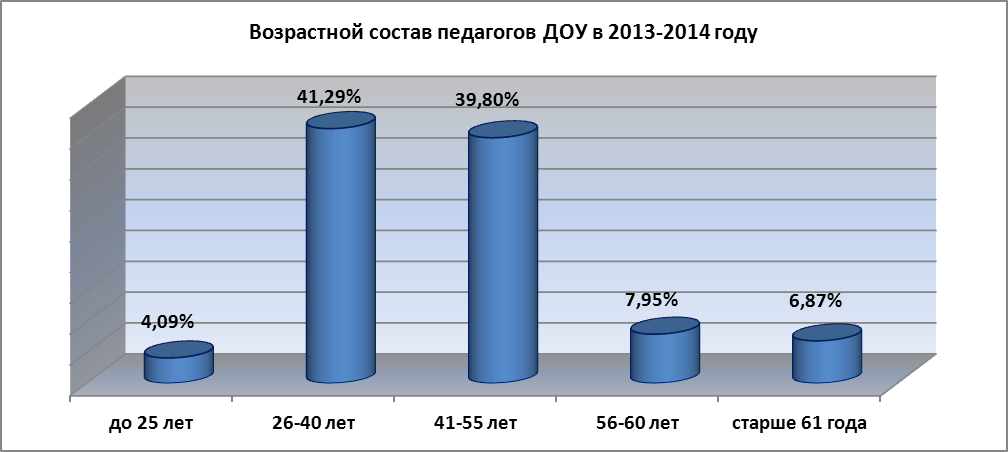 Возрастной состав педагогов ДОУ в 2013-2014 году
41,29%
39,80%
7,95%
6,87%
4,09%
до 25 лет
26-40 лет
41-55 лет
56-60 лет
старше 61 года